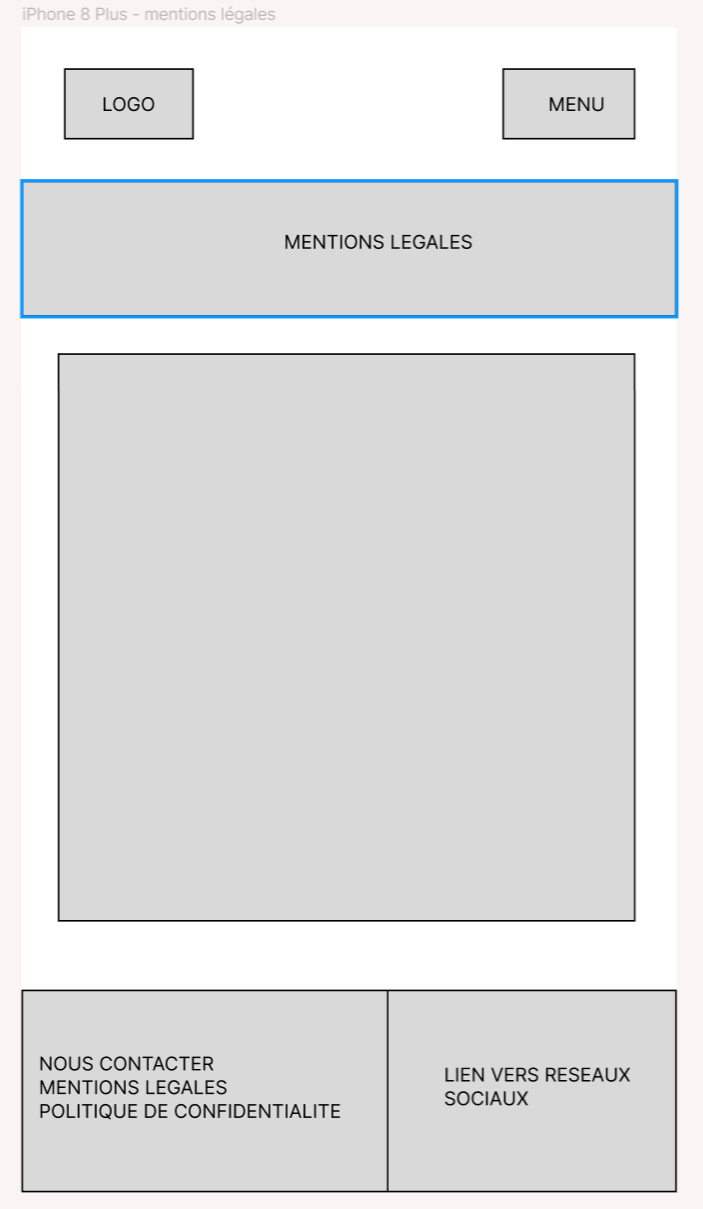 iPhone 8 Plus - mentions légales
LOGO
MENU
MENTIONS LEGALES
NOUS CONTACTER
MENTIONS LEGALES
POLITIQUE DE CONFIDENTIALITE
LIEN VERS RESEAUX
SOCIAUX